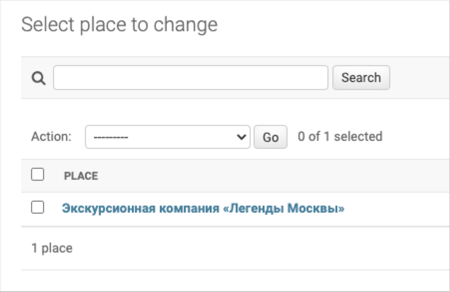 Select place to change
Search
Action: --------- Go 0 of 1 selected
PLACE
Экскурсионная компания «Легенды Москвы»
1 place